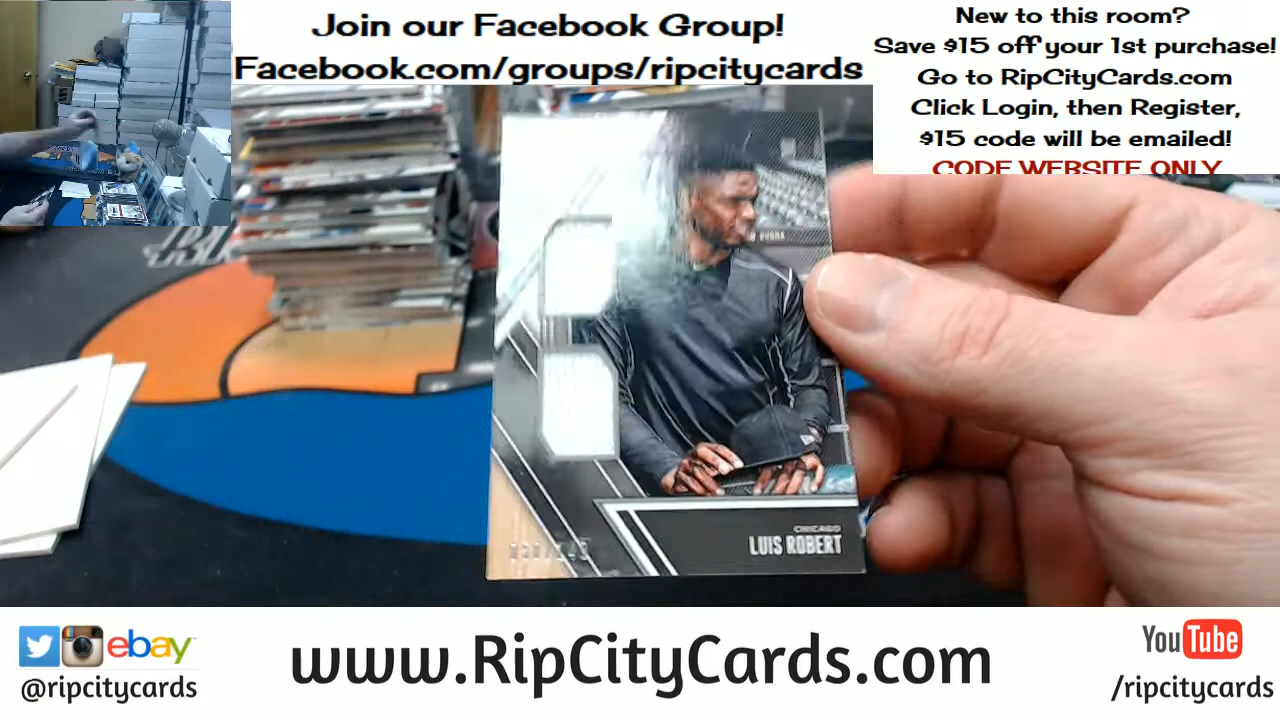 Join our Facebook Group!
Facebook.com/groups/ripcitycards
New to this room?
Save $15 off your 1st purchase!
Go to RipCityCards.com
Click Login, then Register,
$15 code will be emailed!
CODE WEBSITE ONLY
CHICAGO
LUIS ROBERT
ebay
@ripcitycards
www.RipCityCards.com
YouTube
/ripcitycards